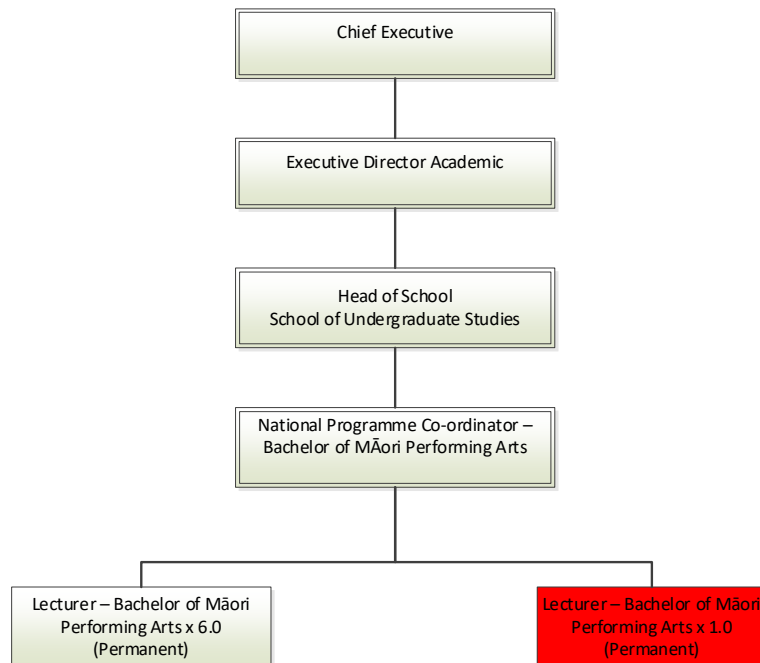 Chief Executive
Executive Director Academic
Head of School
School of Undergraduate Studies
National Programme Co-ordinator –
Bachelor of MĀori Performing Arts
Lecturer – Bachelor of Māori
Performing Arts x 6.0
(Permanent)
Lecturer – Bachelor of Māori
Performing Arts x 1.0
(Permanent)